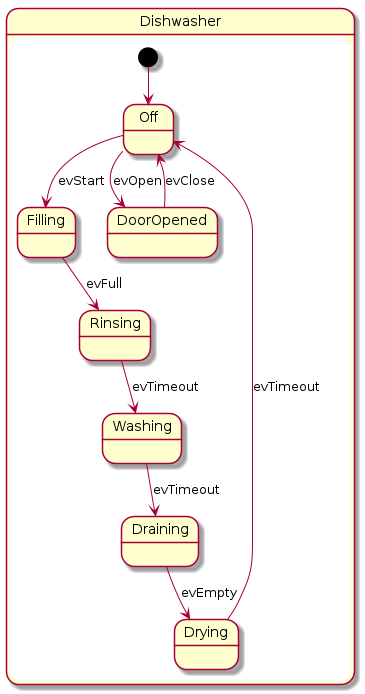 Dishwasher
Off
evStart
evOpen
evClose
Filling
DoorOpened
evFull
Rinsing
evTimeout
evTimeout
Washing
evTimeout
Draining
evEmpty
Drying